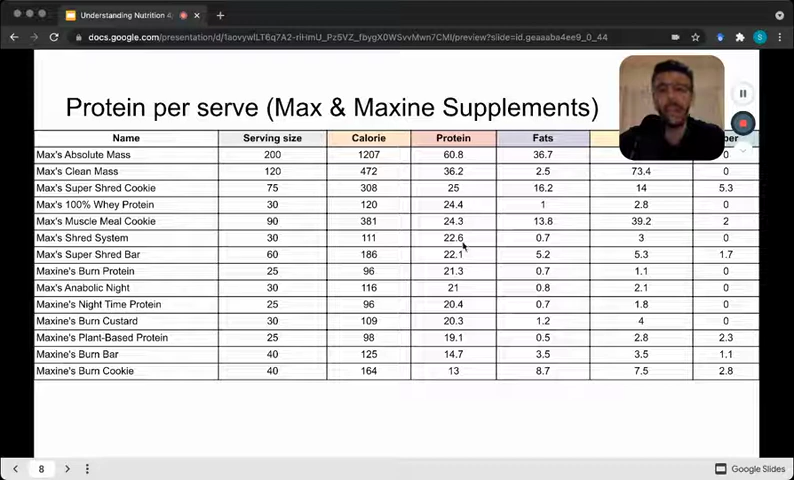 Understanding Nutrition 4
docs.google.com/presentation/d/1aovywlLT6q7A2-riHmU_Pz5VZ_fbygX0WSvvMwn7CMI/preview?slide=id.geaaaba4ee9_0_44
S
Protein per serve (Max & Maxine Supplements)
Name Serving size Calorie Protein Fats
Max's Absolute Mass 200 1207 60.8 36.7 0
Max's Clean Mass 120 472 36.2 2.5 73.4 0
Max's Super Shred Cookie 75 308 25 16.2 14 5.3
Max's 100% Whey Protein 30 120 24.4 1 2.8 0
Max's Muscle Meal Cookie 90 381 24.3 13.8 39.2 2
Max's Shred System 30 111 22.6 0.7 3 0
Max's Super Shred Bar 60 186 22.1 5.2 5.3 1.7
Maxine's Burn Protein 25 96 21.3 0.7 1.1 0
Max's Anabolic Night 30 116 21 0.8 2.1 0
Maxine's Night Time Protein 25 96 20.4 0.7 1.8 0
Maxine's Burn Custard 30 109 20.3 1.2 4 0
Maxine's Plant-Based Protein 25 98 19.1 0.5 2.8 2.3
Maxine's Burn Bar 40 125 14.7 3.5 3.5 1.1
Maxine's Burn Cookie 40 164 13 8.7 7.5 2.8
8
Google Slides